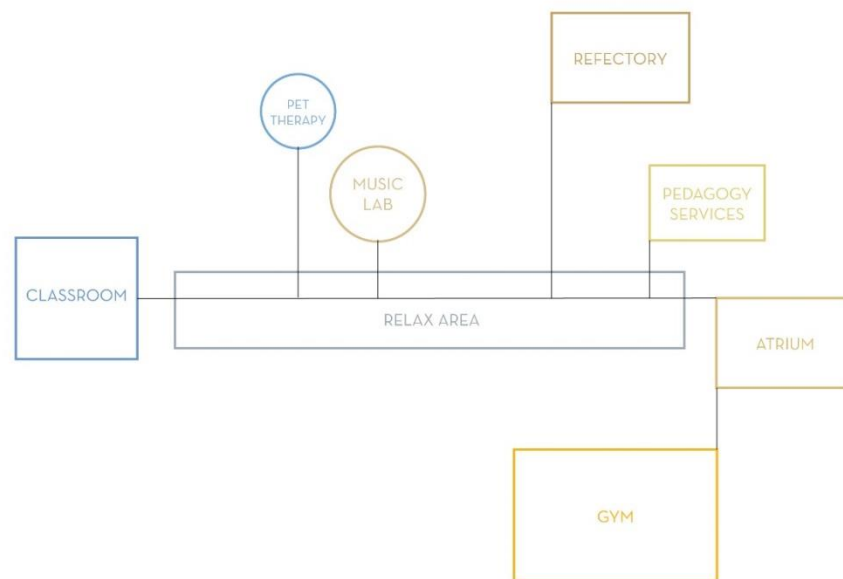 REFECTORY
PET
THERAPY
MUSIC
LAB
PEDAGOGY
SERVICES
CLASSROOM
RELAX AREA
ATRIUM
GYM